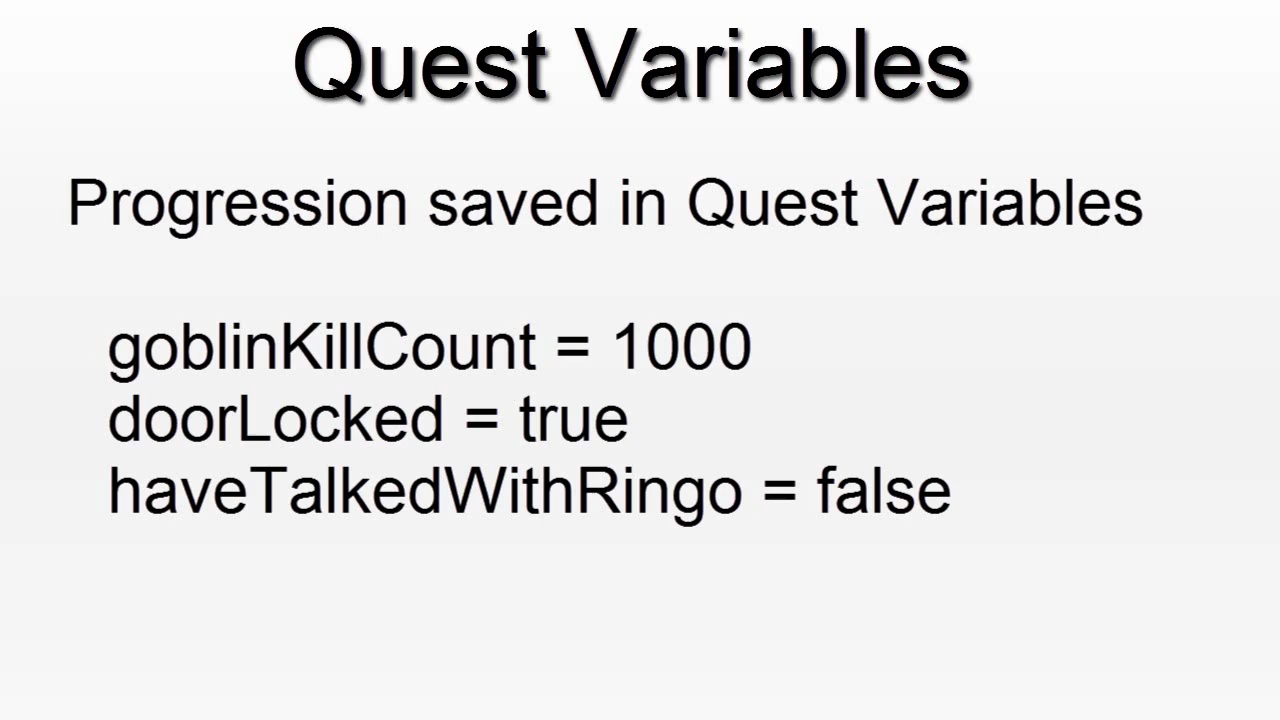 Quest Variables
Progression saved in Quest Variables
goblinKillCount = 1000
doorLocked = true
haveTalkedWithRingo = false